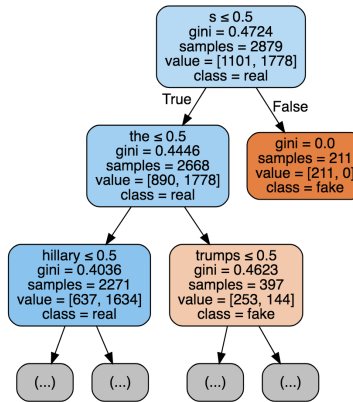 s ≤ 0.5
gini = 0.4724
samples = 2879
value = [1101, 1778]
class = real
True
False
the ≤ 0.5
gini = 0.4446
samples = 2668
value = [890, 1778]
class = real
gini = 0.0
samples = 211
value = [211, 0]
class = fake
hillary ≤ 0.5
gini = 0.4036
samples = 2271
value = [637, 1634]
class = real
trumps ≤ 0.5
gini = 0.4623
samples = 397
value = [253, 144]
class = fake
(...)
(...)
(...)
(...)